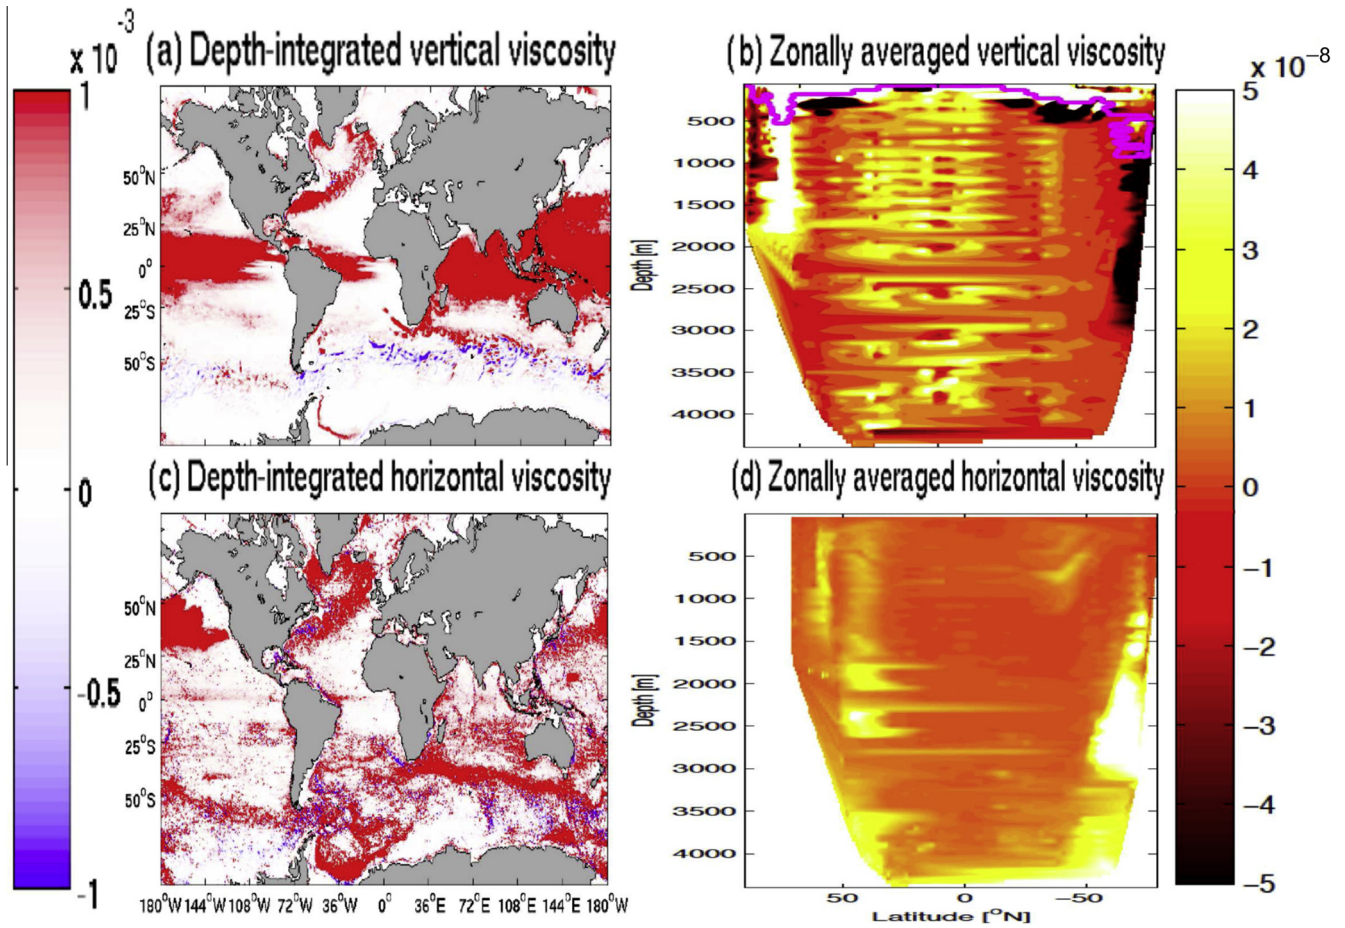 x 10^-3
(a) Depth-integrated vertical viscosity
(b) Zonally averaged vertical viscosity
x 10^−8
1
0.5
0
-0.5
-1
50°N
25°N
0°
25°S
50°S
Depth [m]
500
1000
1500
2000
2500
3000
3500
4000
5
4
3
2
1
0
−1
−2
−3
−4
−5
(c) Depth-integrated horizontal viscosity
(d) Zonally averaged horizontal viscosity
50°N
25°N
0°
25°S
50°S
180°W 144°W 108°W 72°W 36°W 0° 36°E 72°E 108°E 144°E 180°W
Depth [m]
500
1000
1500
2000
2500
3000
3500
4000
50 0 −50
Latitude [°N]